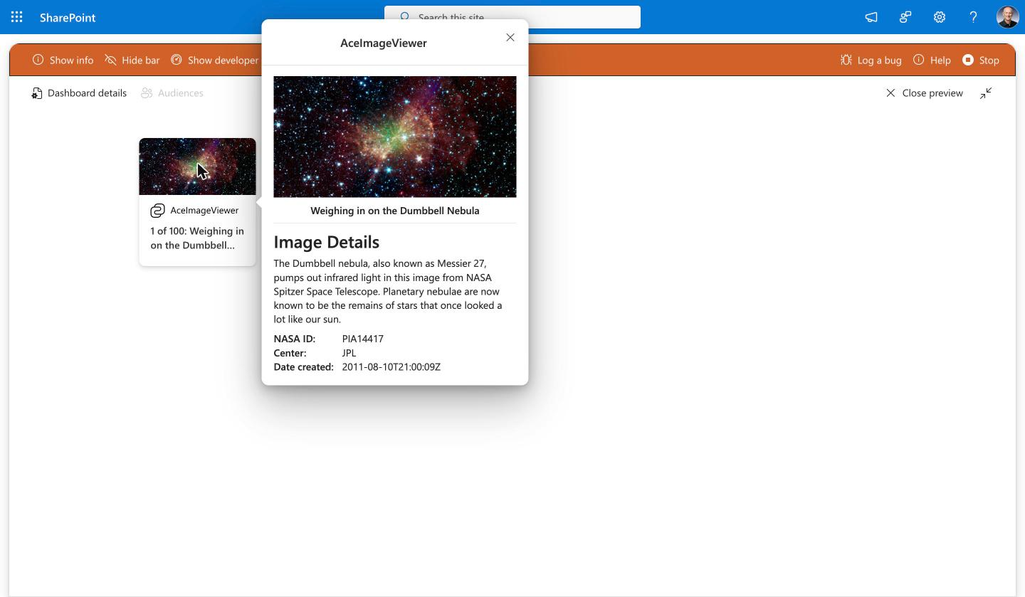 SharePoint
Search this site
Show info
Hide bar
Show developer
Log a bug
Help
Stop
Dashboard details
Audiences
Close preview
AceImageViewer
1 of 100: Weighing in
on the Dumbbell...
AceImageViewer
Weighing in on the Dumbbell Nebula
Image Details
The Dumbbell nebula, also known as Messier 27,
pumps out infrared light in this image from NASA
Spitzer Space Telescope. Planetary nebulae are now
known to be the remains of stars that once looked a
lot like our sun.
NASA ID: PIA14417
Center: JPL
Date created: 2011-08-10T21:00:09Z